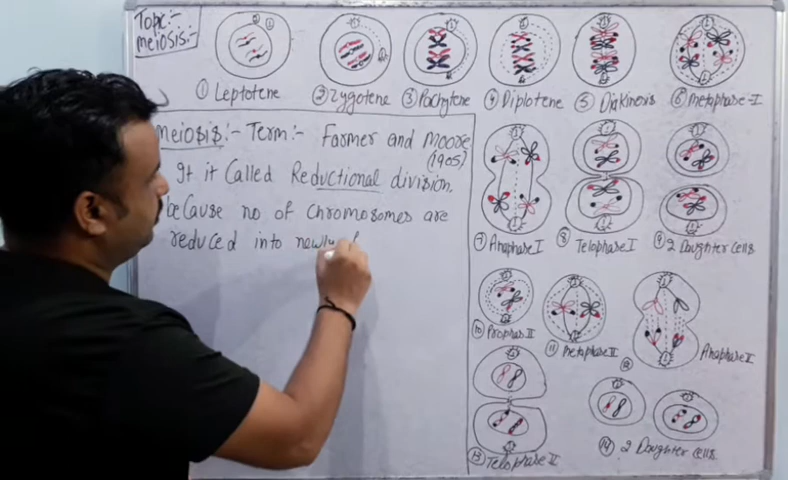 Topic:-
meiosis:-
① Leptotene
② Zygotene
③ Pachytene
④ Diplotene
⑤ Diakinesis
⑥ Metaphase-I
Meiosis:- Term:- Farmer and Moore
(1905)
It it Called Reductional division.
because no of Chromosomes are
reduced into newly f
⑦ Anaphase I
⑧ Telophase I
⑨ 2 Daughter Cells
⑩ Prophas II
⑪ Metaphase II
⑫ Anaphase I
⑬ Telophase II
⑭ 2 Daughter Cells